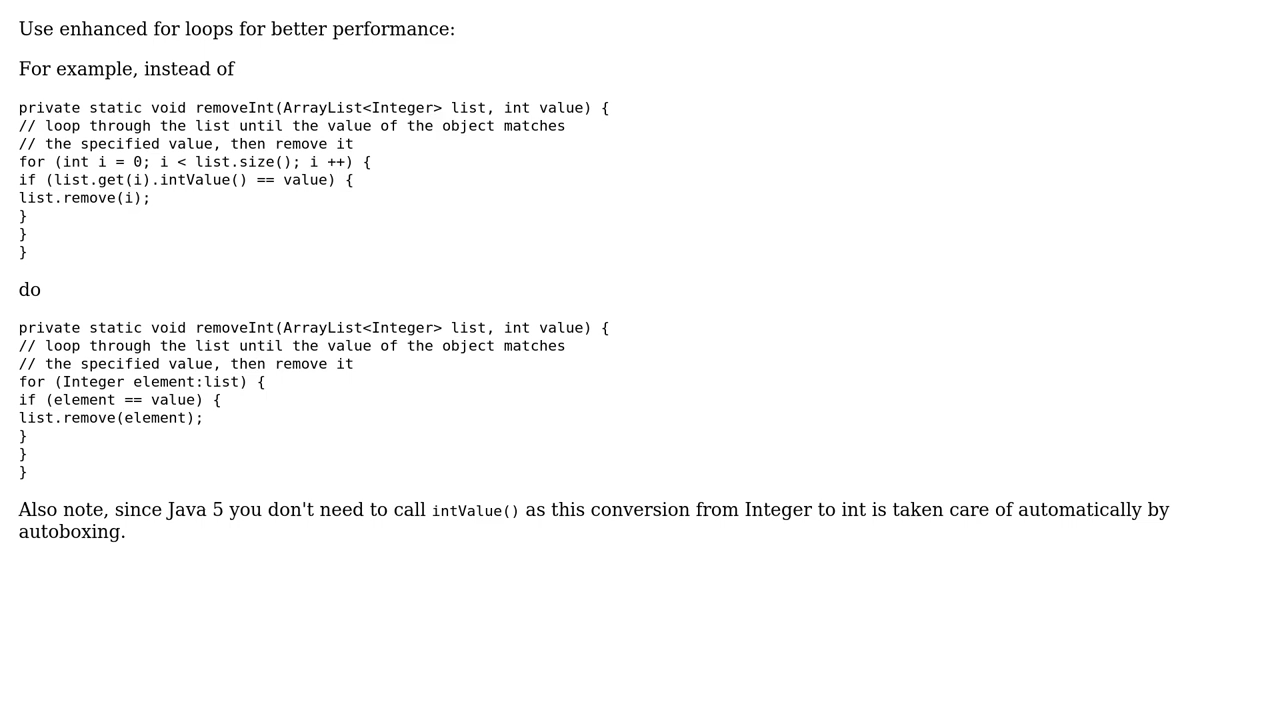 Use enhanced for loops for better performance:
For example, instead of
private static void removeInt(ArrayList<Integer> list, int value) {
// loop through the list until the value of the object matches
// the specified value, then remove it
for (int i = 0; i < list.size(); i ++) {
if (list.get(i).intValue() == value) {
list.remove(i);
}
}
}
do
private static void removeInt(ArrayList<Integer> list, int value) {
// loop through the list until the value of the object matches
// the specified value, then remove it
for (Integer element:list) {
if (element == value) {
list.remove(element);
}
}
}
Also note, since Java 5 you don't need to call intValue() as this conversion from Integer to int is taken care of automatically by
autoboxing.